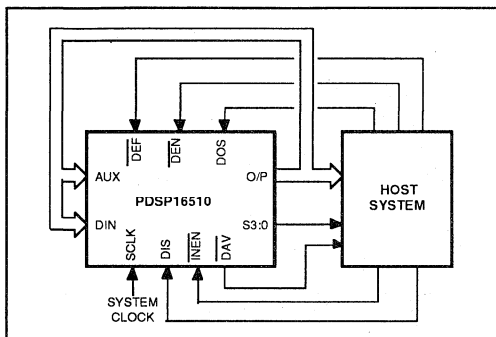 DEF
DEN
DOS
AUX
O/P
PDSP16510
HOST
SYSTEM
DIN
S3:0
SCLK
DIS
INEN
DAV
SYSTEM
CLOCK